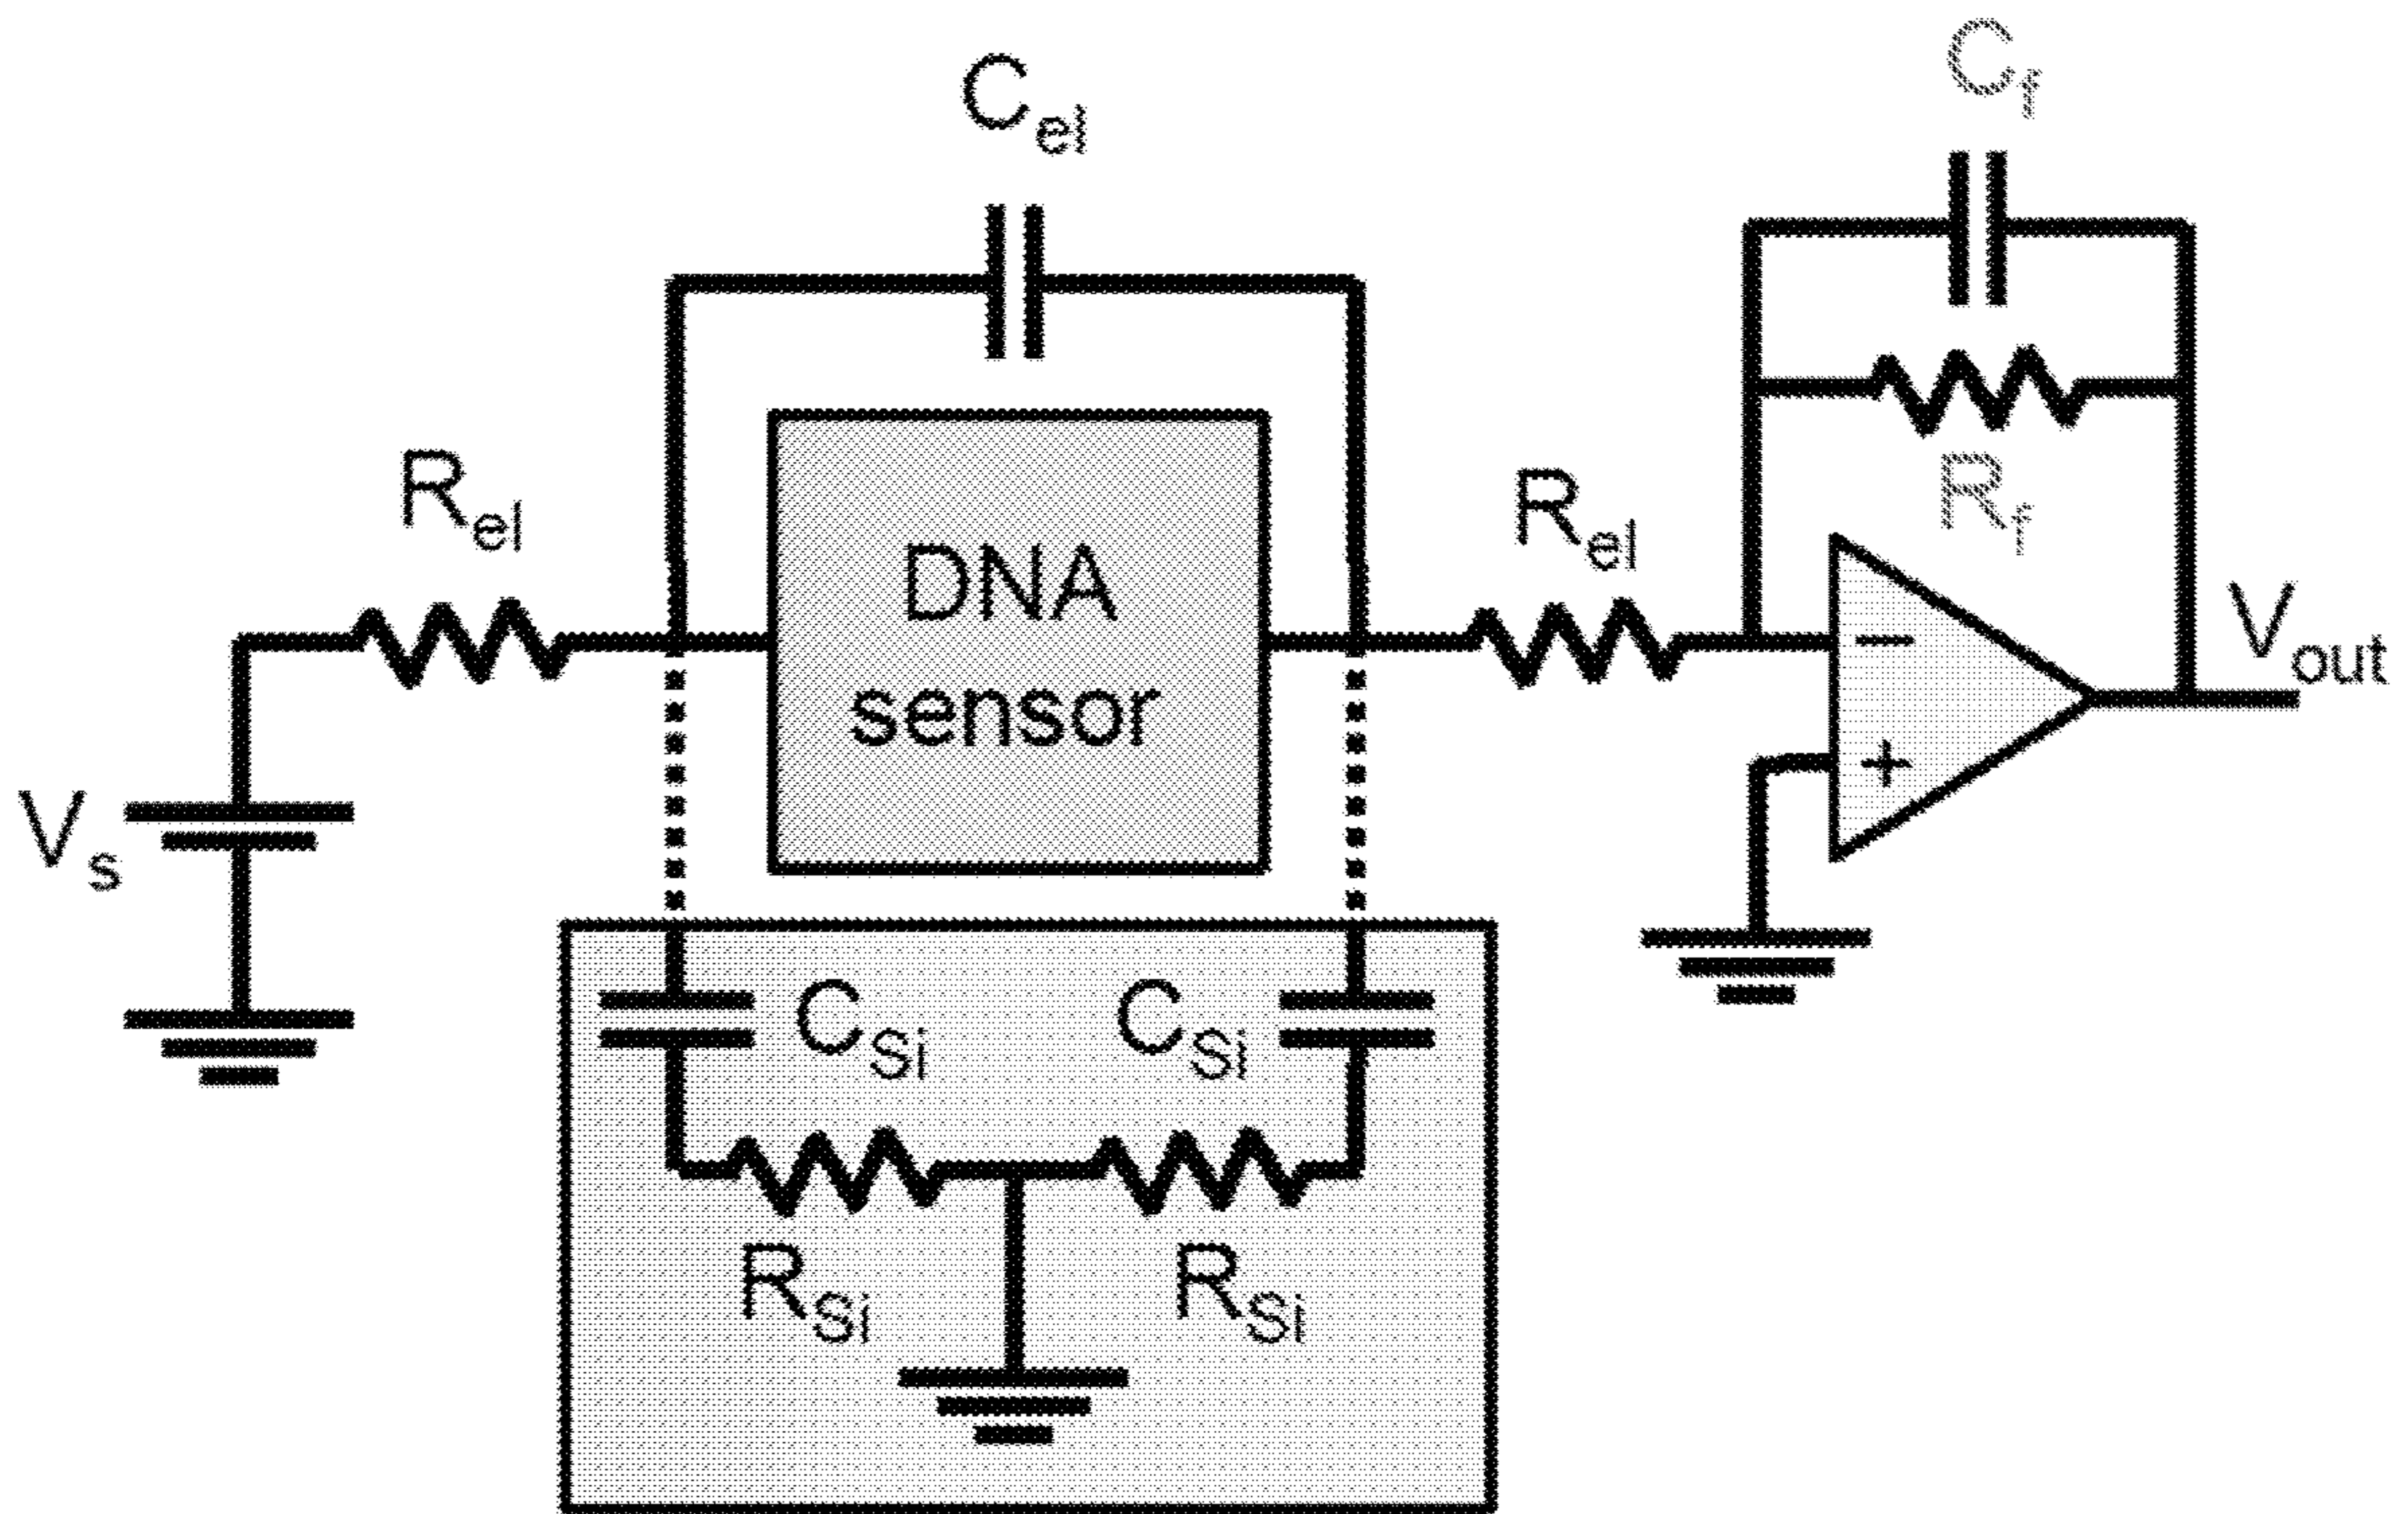 C_f
C_el
R_el
R_el
R_f
DNA
sensor
−
+
V_out
V_s
C_Si
C_Si
R_Si
R_Si